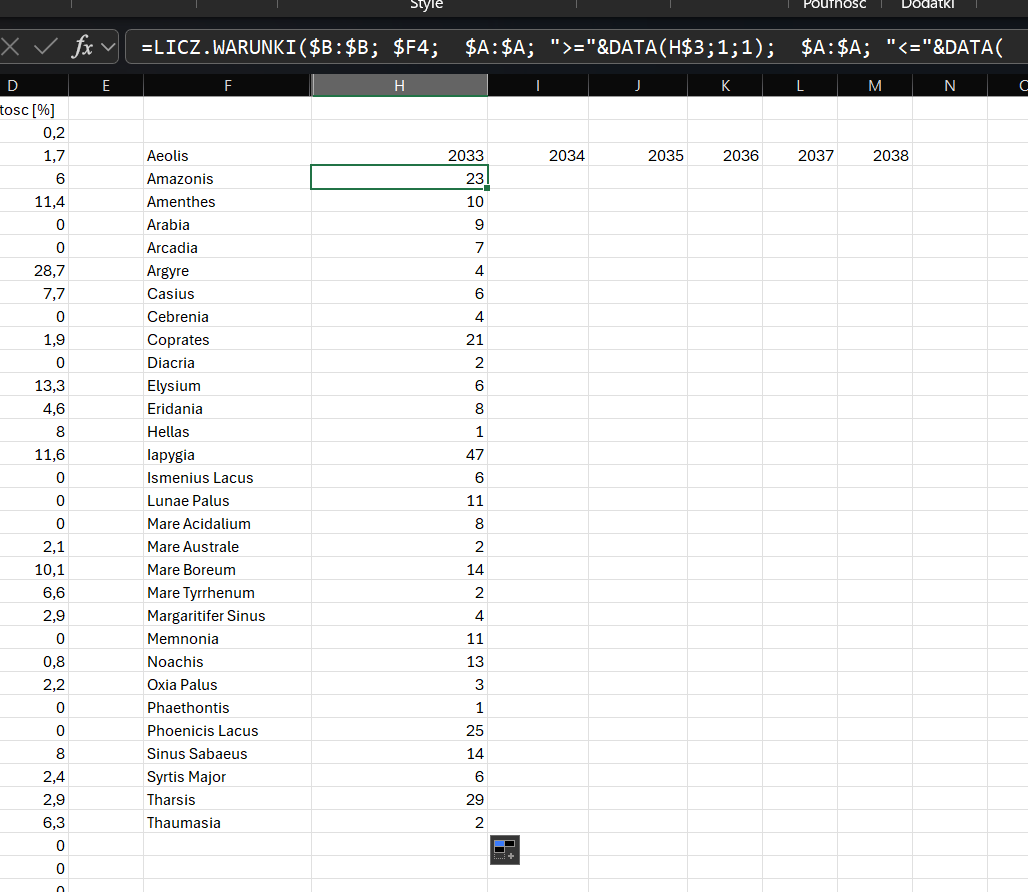 Style Poufność Dodatki
fx =LICZ.WARUNKI($B:$B; $F4; $A:$A; ">="&DATA(H$3;1;1); $A:$A; "<="&DATA(
D E F H I J K L M N
tosc [%]
0,2
1,7 Aeolis 2033 2034 2035 2036 2037 2038
6 Amazonis 23
11,4 Amenthes 10
0 Arabia 9
0 Arcadia 7
28,7 Argyre 4
7,7 Casius 6
0 Cebrenia 4
1,9 Coprates 21
0 Diacria 2
13,3 Elysium 6
4,6 Eridania 8
8 Hellas 1
11,6 Iapygia 47
0 Ismenius Lacus 6
0 Lunae Palus 11
0 Mare Acidalium 8
2,1 Mare Australe 2
10,1 Mare Boreum 14
6,6 Mare Tyrrhenum 2
2,9 Margaritifer Sinus 4
0 Memnonia 11
0,8 Noachis 13
2,2 Oxia Palus 3
0 Phaethontis 1
0 Phoenicis Lacus 25
8 Sinus Sabaeus 14
2,4 Syrtis Major 6
2,9 Tharsis 29
6,3 Thaumasia 2
0
0
0